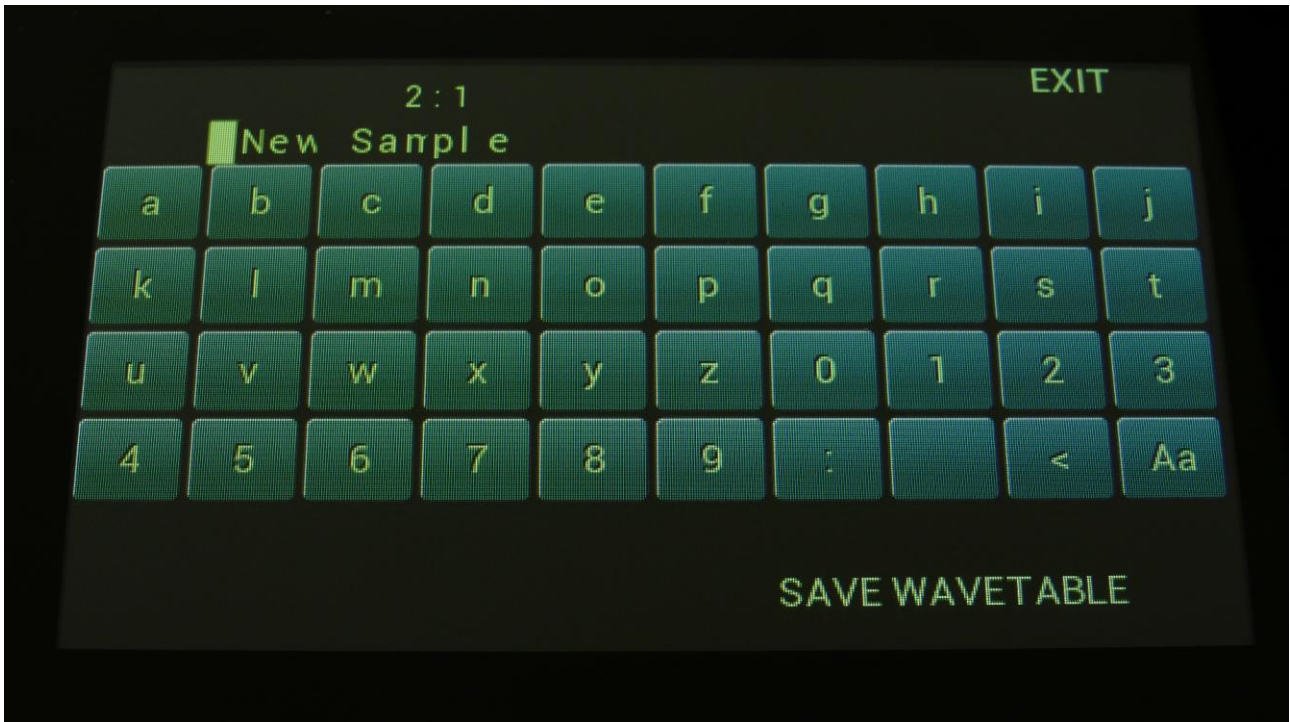 EXIT
2:1
New Sample
a b c d e f g h i j
k l m n o p q r s t
u v w x y z 0 1 2 3
4 5 6 7 8 9 : < Aa
SAVE WAVETABLE